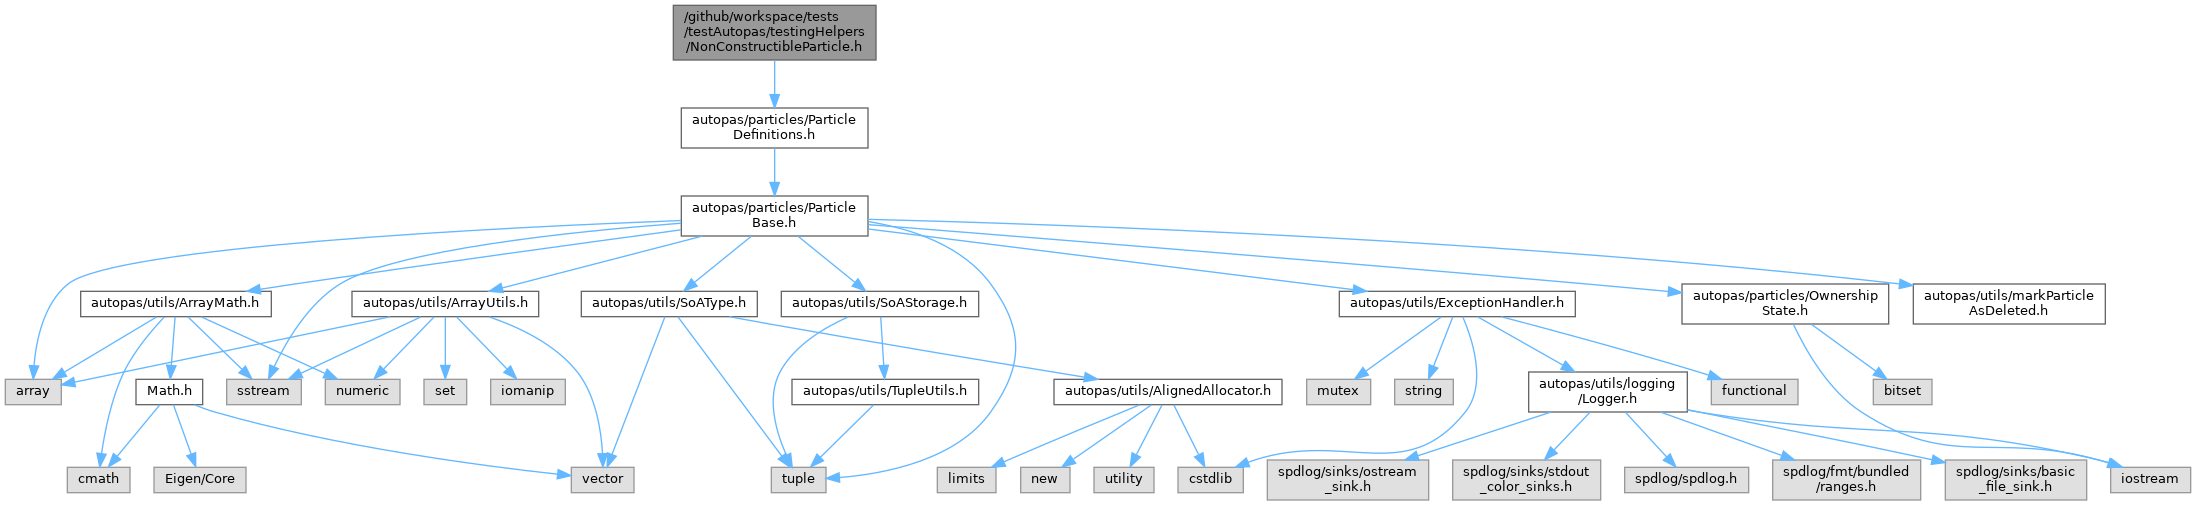 /github/workspace/tests
/testAutopas/testingHelpers
/NonConstructibleParticle.h
autopas/particles/Particle
Definitions.h
autopas/particles/Particle
Base.h
autopas/utils/ArrayMath.h
autopas/utils/ArrayUtils.h
autopas/utils/SoAType.h
autopas/utils/SoAStorage.h
autopas/utils/ExceptionHandler.h
autopas/particles/Ownership
State.h
autopas/utils/markParticle
AsDeleted.h
array
Math.h
sstream
numeric
set
iomanip
autopas/utils/TupleUtils.h
autopas/utils/AlignedAllocator.h
mutex
string
autopas/utils/logging
/Logger.h
functional
bitset
cmath
Eigen/Core
vector
tuple
limits
new
utility
cstdlib
spdlog/sinks/ostream
_sink.h
spdlog/sinks/stdout
_color_sinks.h
spdlog/spdlog.h
spdlog/fmt/bundled
/ranges.h
spdlog/sinks/basic
_file_sink.h
iostream